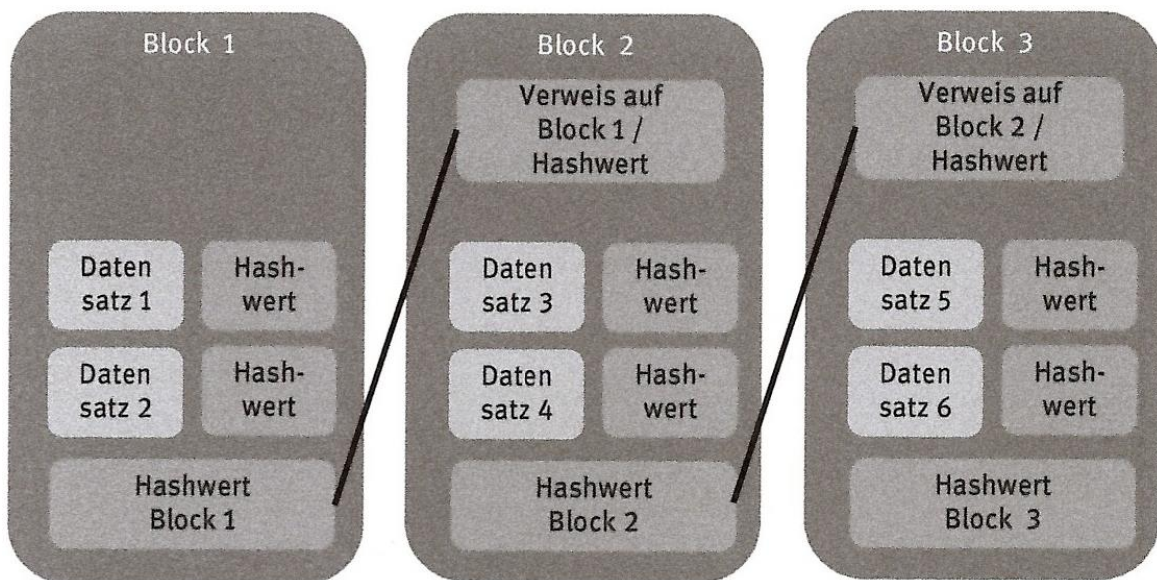 Block 1
Daten
satz 1
Hash-
wert
Daten
satz 2
Hash-
wert
Hashwert
Block 1
Block 2
Verweis auf
Block 1 /
Hashwert
Daten
satz 3
Hash-
wert
Daten
satz 4
Hash-
wert
Hashwert
Block 2
Block 3
Verweis auf
Block 2 /
Hashwert
Daten
satz 5
Hash-
wert
Daten
satz 6
Hash-
wert
Hashwert
Block 3